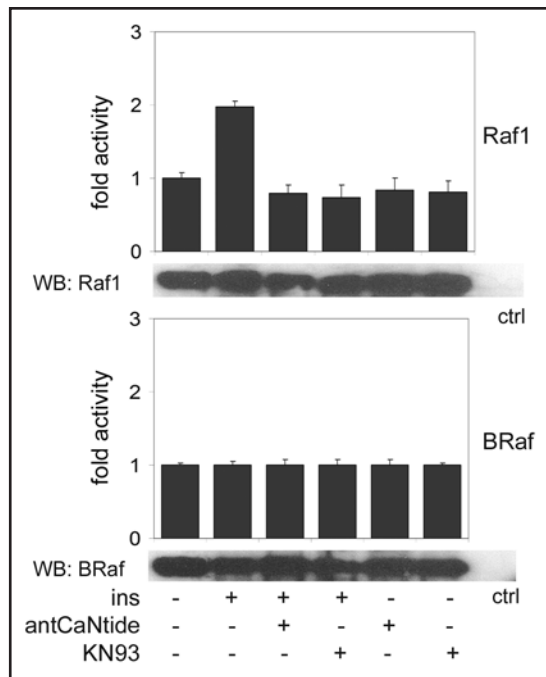 3
2
fold activity
Raf1
1
0
WB: Raf1
ctrl
3
2
fold activity
BRaf
1
0
WB: BRaf
ins - + + + - - ctrl
antCaNtide - - + - + -
KN93 - - - + - +